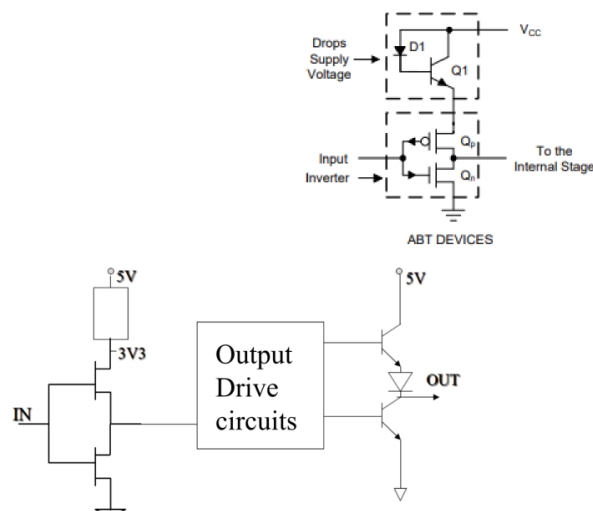 Drops
Supply
Voltage
D1
Q1
VCC
Input
Inverter
Qp
Qn
To the
Internal Stage
ABT DEVICES
5V
3V3
IN
Output
Drive
circuits
5V
OUT